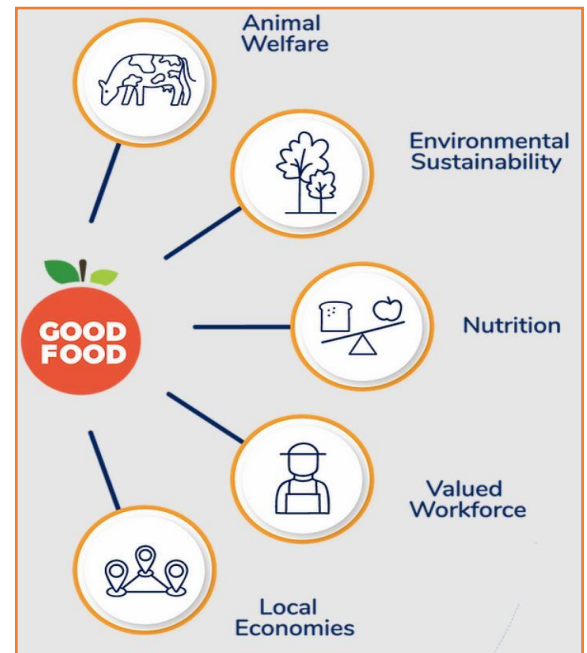 Animal
Welfare
Environmental
Sustainability
GOOD
FOOD
Nutrition
Valued
Workforce
Local
Economies